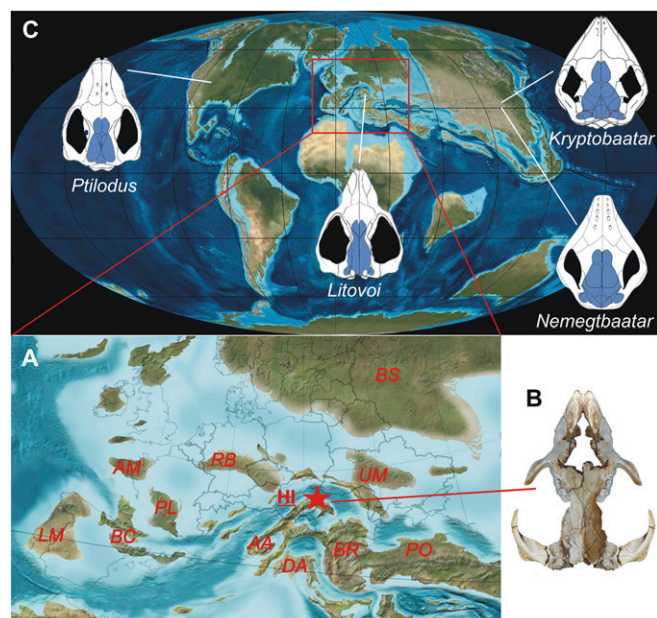 C
Ptilodus
Kryptobaatar
Litovoi
Nemegtbaatar
A
BS
B
AM
RB
UM
HI
PL
LM
BC
AA
BR
PO
DA